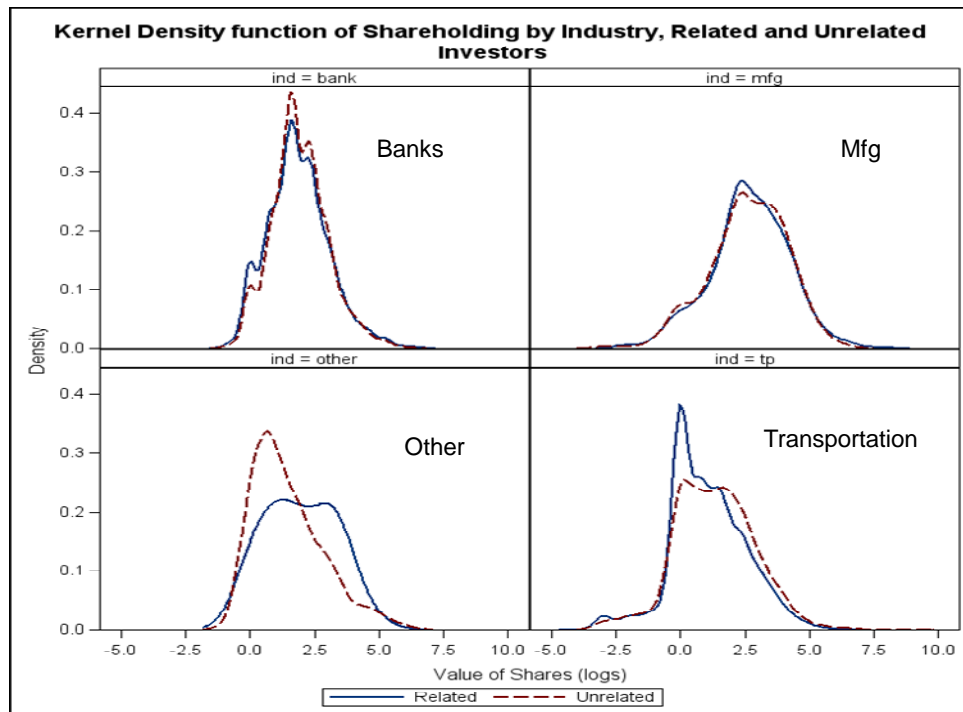 Kernel Density function of Shareholding by Industry, Related and Unrelated
Investors
ind = bank
ind = mfg
Banks
Mfg
0.4
0.3
0.2
0.1
0.0
Density
ind = other
ind = tp
Other
Transportation
0.4
0.3
0.2
0.1
0.0
-5.0 -2.5 0.0 2.5 5.0 7.5 10.0 -5.0 -2.5 0.0 2.5 5.0 7.5 10.0
Value of Shares (logs)
Related Unrelated